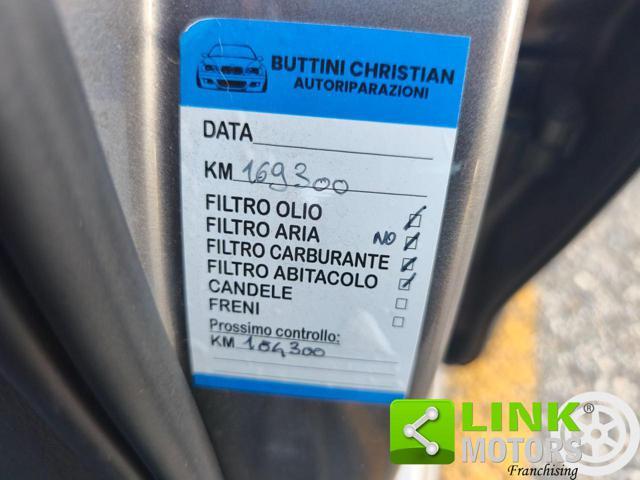 BUTTINI CHRISTIAN
AUTORIPARAZIONI
DATA
KM 169300
FILTRO OLIO
FILTRO ARIA NO
FILTRO CARBURANTE
FILTRO ABITACOLO
CANDELE
FRENI
Prossimo controllo:
KM 184300
LINK®
MOTORS
Franchising